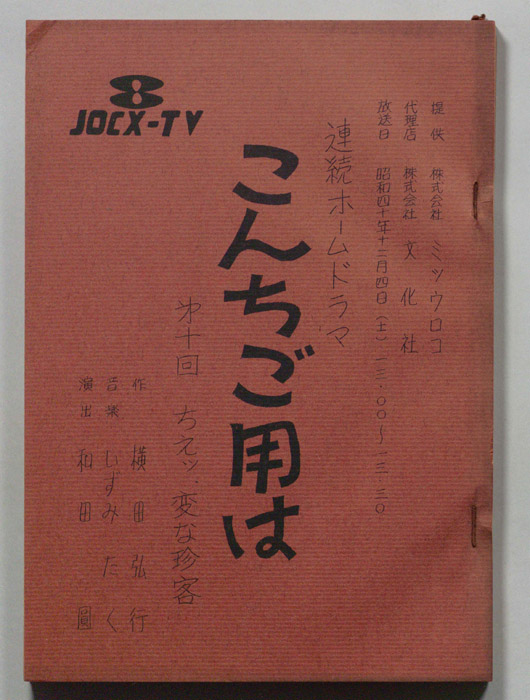 8
JOCX-TV
提供 株式会社 ミツウロコ
代理店 株式会社 文化社
放送日 昭和四十年十二月四日(土)一三・〇〇〜一三・三〇
連続ホームドラマ
こんちご用は
第十回 ちえッ変な珍客
作 横田弘行
音楽 いずみたく
演出 和田圓